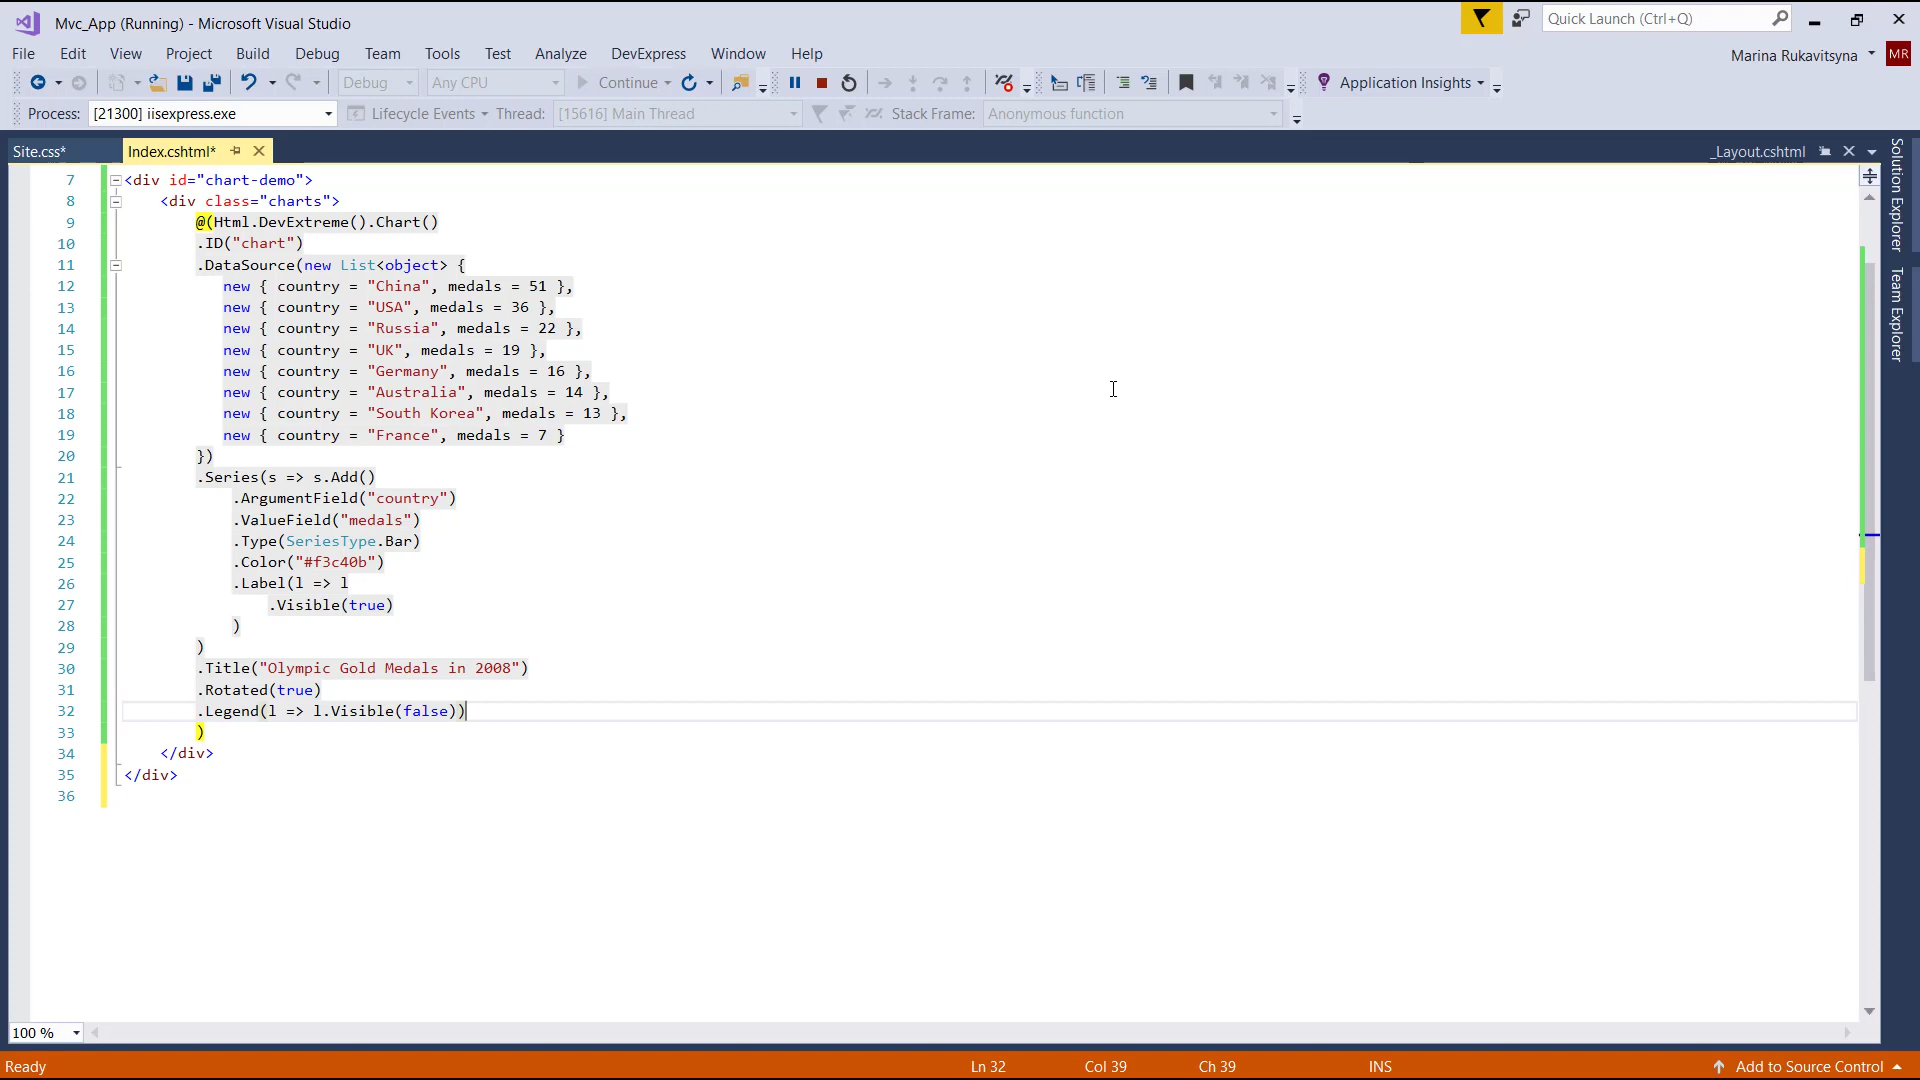 Mvc_App (Running) - Microsoft Visual Studio
Quick Launch (Ctrl+Q)
File Edit View Project Build Debug Team Tools Test Analyze DevExpress Window Help
Marina Rukavitsyna MR
Debug Any CPU Continue Application Insights
Process: [21300] iisexpress.exe Lifecycle Events Thread: [15616] Main Thread Stack Frame: Anonymous function
Site.css* Index.cshtml* _Layout.cshtml
Solution Explorer
Team Explorer
7 <div id="chart-demo">
8 <div class="charts">
9 @(Html.DevExtreme().Chart()
10 .ID("chart")
11 .DataSource(new List<object> {
12 new { country = "China", medals = 51 },
13 new { country = "USA", medals = 36 },
14 new { country = "Russia", medals = 22 },
15 new { country = "UK", medals = 19 },
16 new { country = "Germany", medals = 16 },
17 new { country = "Australia", medals = 14 },
18 new { country = "South Korea", medals = 13 },
19 new { country = "France", medals = 7 }
20 })
21 .Series(s => s.Add()
22 .ArgumentField("country")
23 .ValueField("medals")
24 .Type(SeriesType.Bar)
25 .Color("#f3c40b")
26 .Label(l => l
27 .Visible(true)
28 )
29 )
30 .Title("Olympic Gold Medals in 2008")
31 .Rotated(true)
32 .Legend(l => l.Visible(false))
33 )
34 </div>
35 </div>
36
100 %
Ready Ln 32 Col 39 Ch 39 INS Add to Source Control